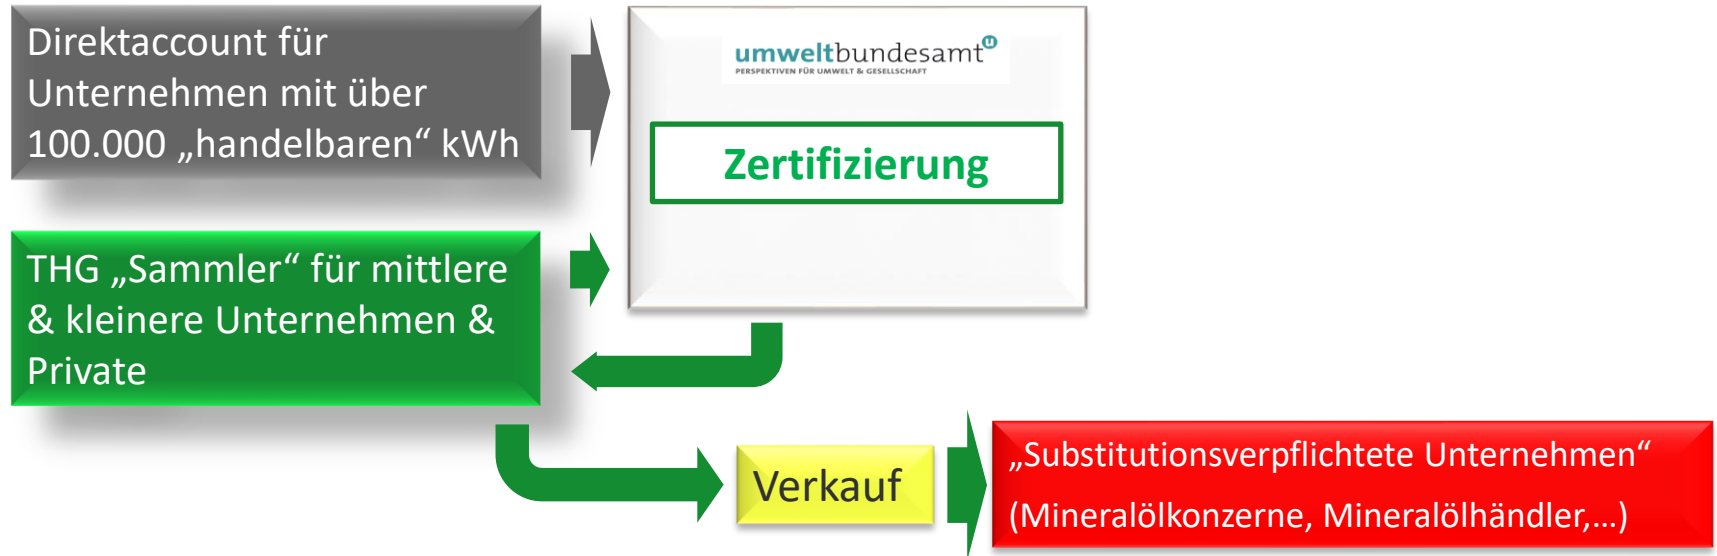 Direktaccount für
Unternehmen mit über
100.000 „handelbaren“ kWh
umweltbundesamt
PERSPEKTIVEN FÜR UMWELT & GESELLSCHAFT
Zertifizierung
THG „Sammler“ für mittlere
& kleinere Unternehmen &
Private
Verkauf
„Substitutionsverpflichtete Unternehmen“
(Mineralölkonzerne, Mineralölhändler,...)